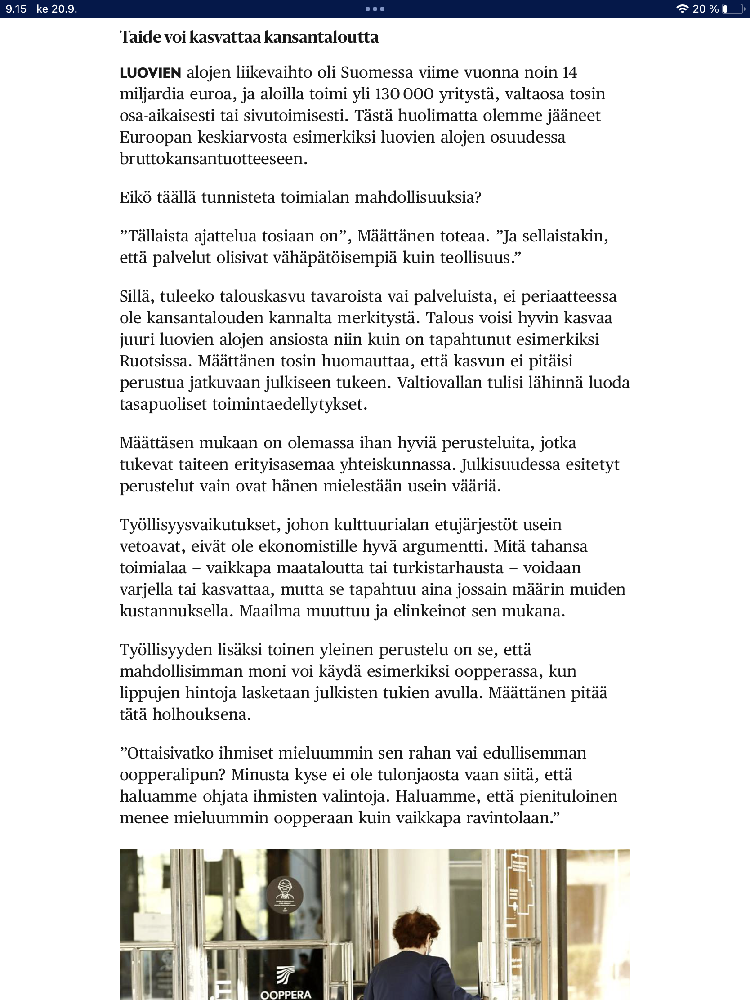 9.15 ke 20.9.
20 %
Taide voi kasvattaa kansantaloutta
LUOVIEN alojen liikevaihto oli Suomessa viime vuonna noin 14
miljardia euroa, ja aloilla toimi yli 130 000 yritystä, valtaosa tosin
osa-aikaisesti tai sivutoimisesti. Tästä huolimatta olemme jääneet
Euroopan keskiarvosta esimerkiksi luovien alojen osuudessa
bruttokansantuotteeseen.
Eikö täällä tunnisteta toimialan mahdollisuuksia?
”Tällaista ajattelua tosiaan on”, Määttänen toteaa. ”Ja sellaistakin,
että palvelut olisivat vähäpätöisempiä kuin teollisuus.”
Sillä, tuleeko talouskasvu tavaroista vai palveluista, ei periaatteessa
ole kansantalouden kannalta merkitystä. Talous voisi hyvin kasvaa
juuri luovien alojen ansiosta niin kuin on tapahtunut esimerkiksi
Ruotsissa. Määttänen tosin huomauttaa, että kasvun ei pitäisi
perustua jatkuvaan julkiseen tukeen. Valtiovallan tulisi lähinnä luoda
tasapuoliset toimintaedellytykset.
Määttäsen mukaan on olemassa ihan hyviä perusteluita, jotka
tukevat taiteen erityisasemaa yhteiskunnassa. Julkisuudessa esitetyt
perustelut vain ovat hänen mielestään usein vääriä.
Työllisyysvaikutukset, johon kulttuurialan etujärjestöt usein
vetoavat, eivät ole ekonomistille hyvä argumentti. Mitä tahansa
toimialaa – vaikkapa maataloutta tai turkistarhausta – voidaan
varjella tai kasvattaa, mutta se tapahtuu aina jossain määrin muiden
kustannuksella. Maailma muuttuu ja elinkeinot sen mukana.
Työllisyyden lisäksi toinen yleinen perustelu on se, että
mahdollisimman moni voi käydä esimerkiksi oopperassa, kun
lippujen hintoja lasketaan julkisten tukien avulla. Määttänen pitää
tätä holhouksena.
”Ottaisivatko ihmiset mieluummin sen rahan vai edullisemman
oopperalipun? Minusta kyse ei ole tulonjaosta vaan siitä, että
haluamme ohjata ihmisten valintoja. Haluamme, että pienituloinen
menee mieluummin oopperaan kuin vaikkapa ravintolaan.”
OOPPERA